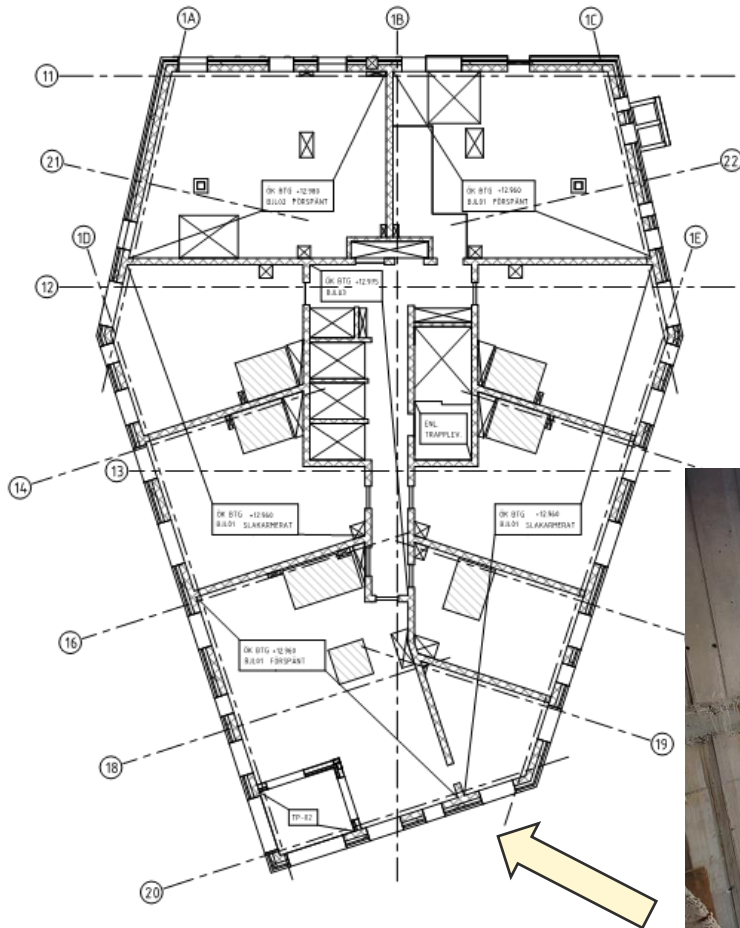 1A
1B
1C
11
21
22
ÖK BTG +12.980
BJL02 FÖRSPÄNT
ÖK BTG +12.960
BJL01 FÖRSPÄNT
1D
1E
12
ÖK BTG +12.975
BJL03
ENL.
TRAPPLEV.
13
14
ÖK BTG +12.960
BJL01 SLAKARMERAT
ÖK BTG +12.960
BJL01 SLAKARMERAT
16
ÖK BTG +12.960
BJL01 FÖRSPÄNT
18
19
TP-02
20